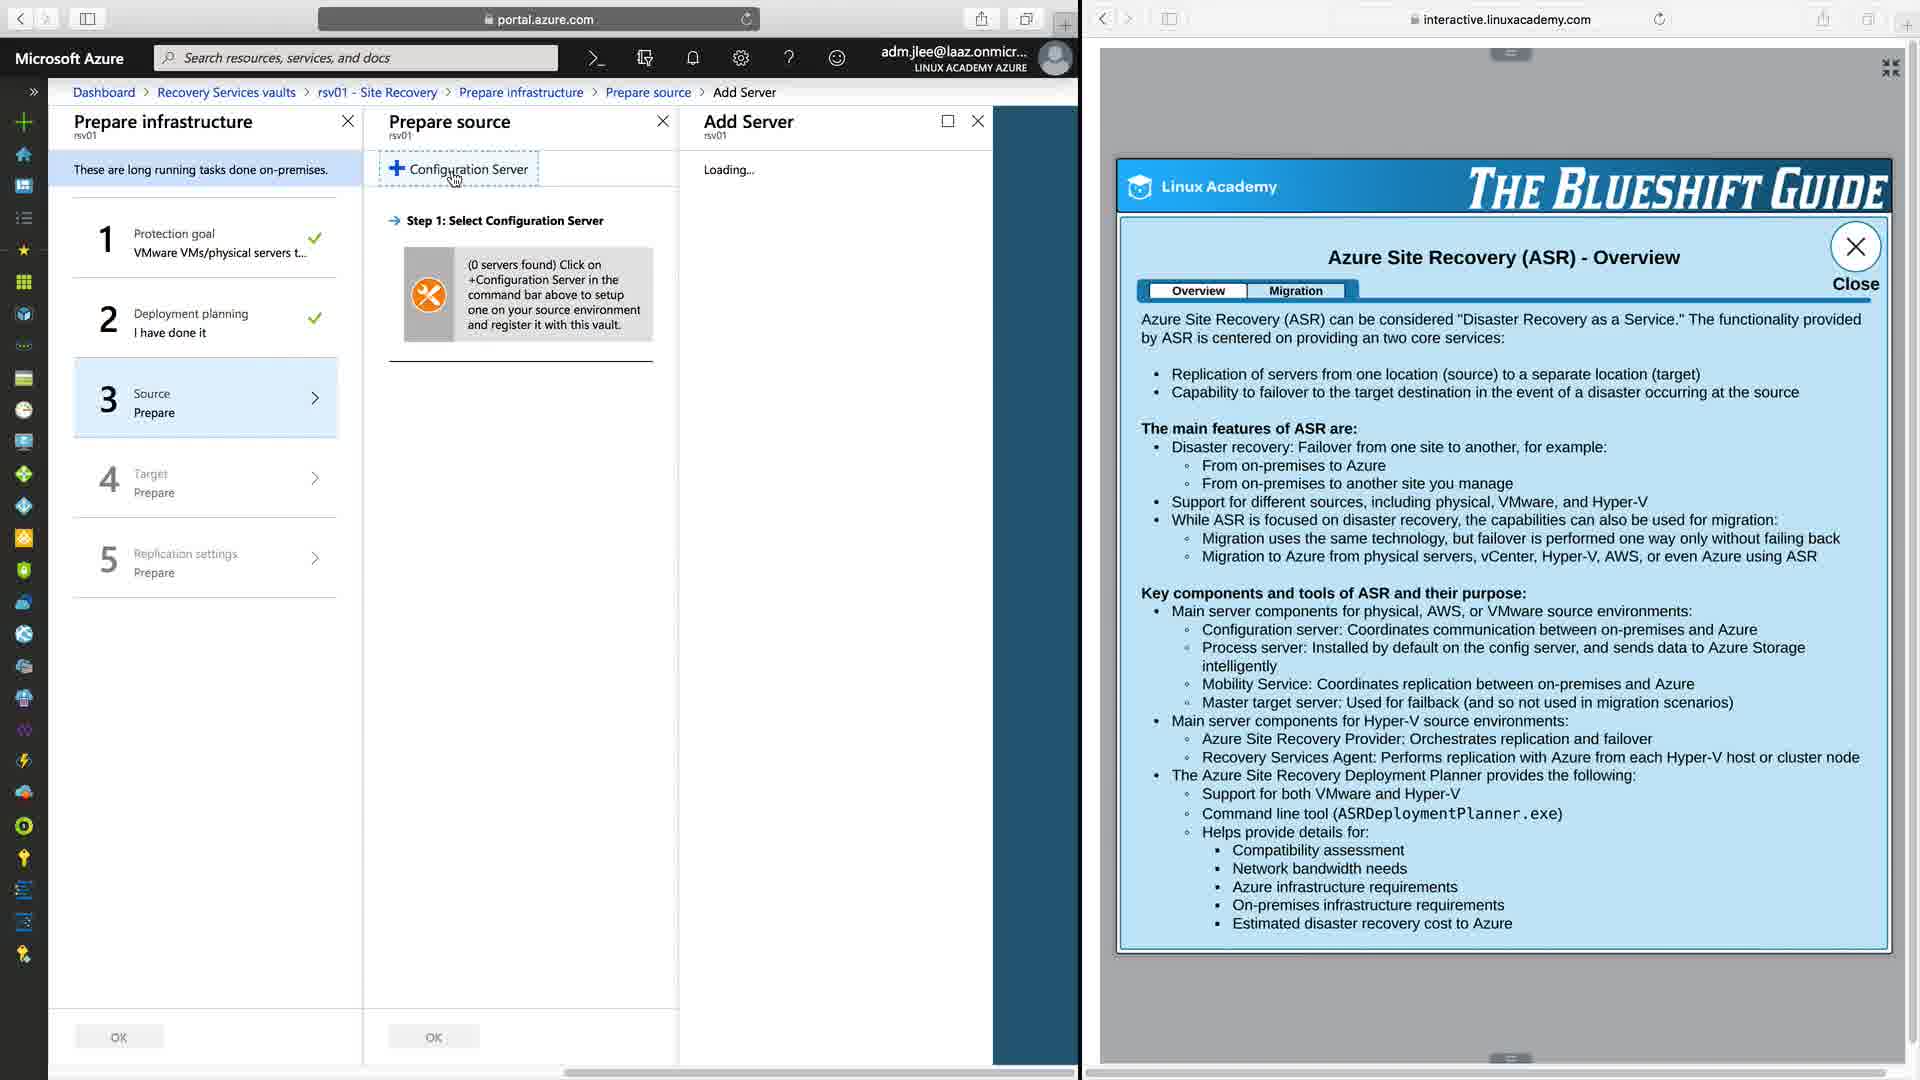 portal.azure.com
interactive.linuxacademy.com
Microsoft Azure
Search resources, services, and docs
adm.jlee@laaz.onmicr...
LINUX ACADEMY AZURE
Dashboard > Recovery Services vaults > rsv01 - Site Recovery > Prepare infrastructure > Prepare source > Add Server
Prepare infrastructure
rsv01
These are long running tasks done on-premises.
1
Protection goal
VMware VMs/physical servers t...
2
Deployment planning
I have done it
3
Source
Prepare
4
Target
Prepare
5
Replication settings
Prepare
OK
Prepare source
rsv01
Configuration Server
Step 1: Select Configuration Server
(0 servers found) Click on
+Configuration Server in the
command bar above to setup
one on your source environment
and register it with this vault.
OK
Add Server
rsv01
Loading...
Linux Academy
THE BLUESHIFT GUIDE
Azure Site Recovery (ASR) - Overview
Close
Overview
Migration
Azure Site Recovery (ASR) can be considered "Disaster Recovery as a Service." The functionality provided
by ASR is centered on providing an two core services:
• Replication of servers from one location (source) to a separate location (target)
• Capability to failover to the target destination in the event of a disaster occurring at the source
The main features of ASR are:
• Disaster recovery: Failover from one site to another, for example:
◦ From on-premises to Azure
◦ From on-premises to another site you manage
• Support for different sources, including physical, VMware, and Hyper-V
• While ASR is focused on disaster recovery, the capabilities can also be used for migration:
◦ Migration uses the same technology, but failover is performed one way only without failing back
◦ Migration to Azure from physical servers, vCenter, Hyper-V, AWS, or even Azure using ASR
Key components and tools of ASR and their purpose:
• Main server components for physical, AWS, or VMware source environments:
◦ Configuration server: Coordinates communication between on-premises and Azure
◦ Process server: Installed by default on the config server, and sends data to Azure Storage
intelligently
◦ Mobility Service: Coordinates replication between on-premises and Azure
◦ Master target server: Used for failback (and so not used in migration scenarios)
• Main server components for Hyper-V source environments:
◦ Azure Site Recovery Provider: Orchestrates replication and failover
◦ Recovery Services Agent: Performs replication with Azure from each Hyper-V host or cluster node
• The Azure Site Recovery Deployment Planner provides the following:
◦ Support for both VMware and Hyper-V
◦ Command line tool (ASRDeploymentPlanner.exe)
◦ Helps provide details for:
▪ Compatibility assessment
▪ Network bandwidth needs
▪ Azure infrastructure requirements
▪ On-premises infrastructure requirements
▪ Estimated disaster recovery cost to Azure